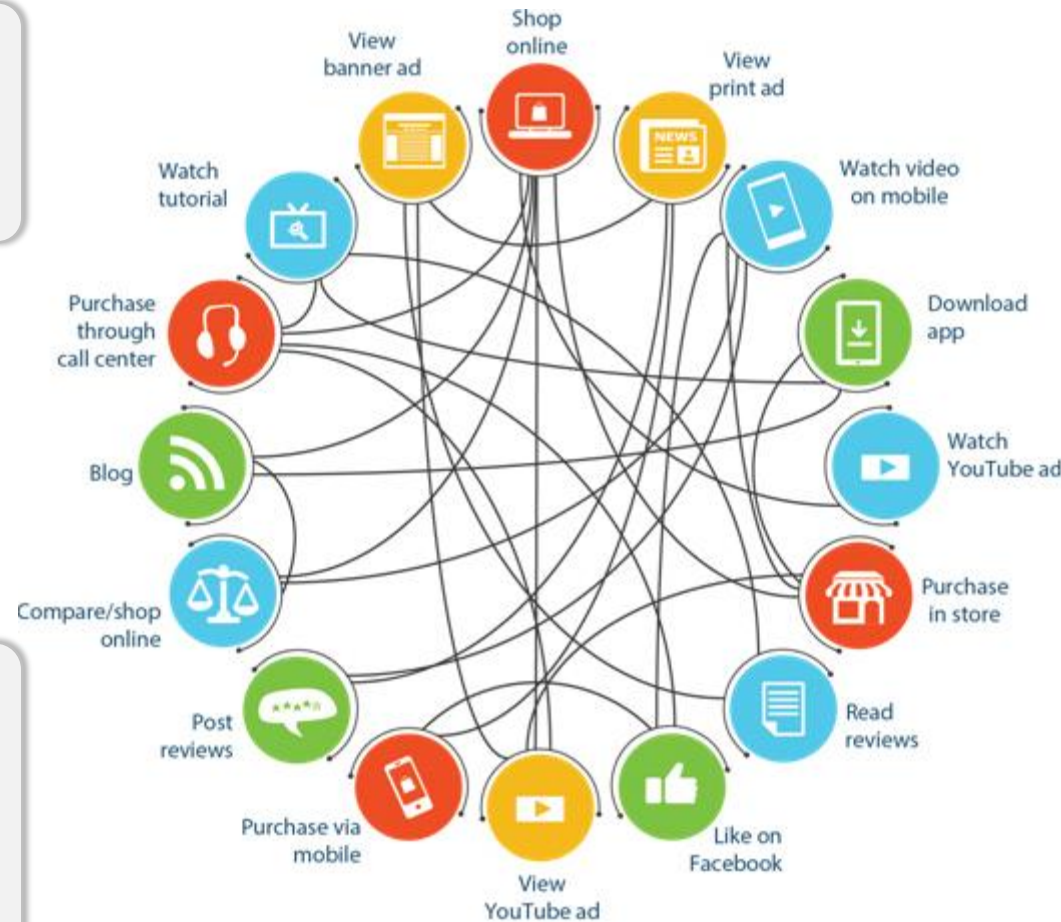 Shop
online
View
print ad
NEWS
Watch video
on mobile
Download
app
Watch
YouTube ad
Purchase
in store
Read
reviews
Like on
Facebook
View
YouTube ad
Purchase via
mobile
Post
reviews
Compare/shop
online
Blog
Purchase
through
call center
Watch
tutorial
View
banner ad